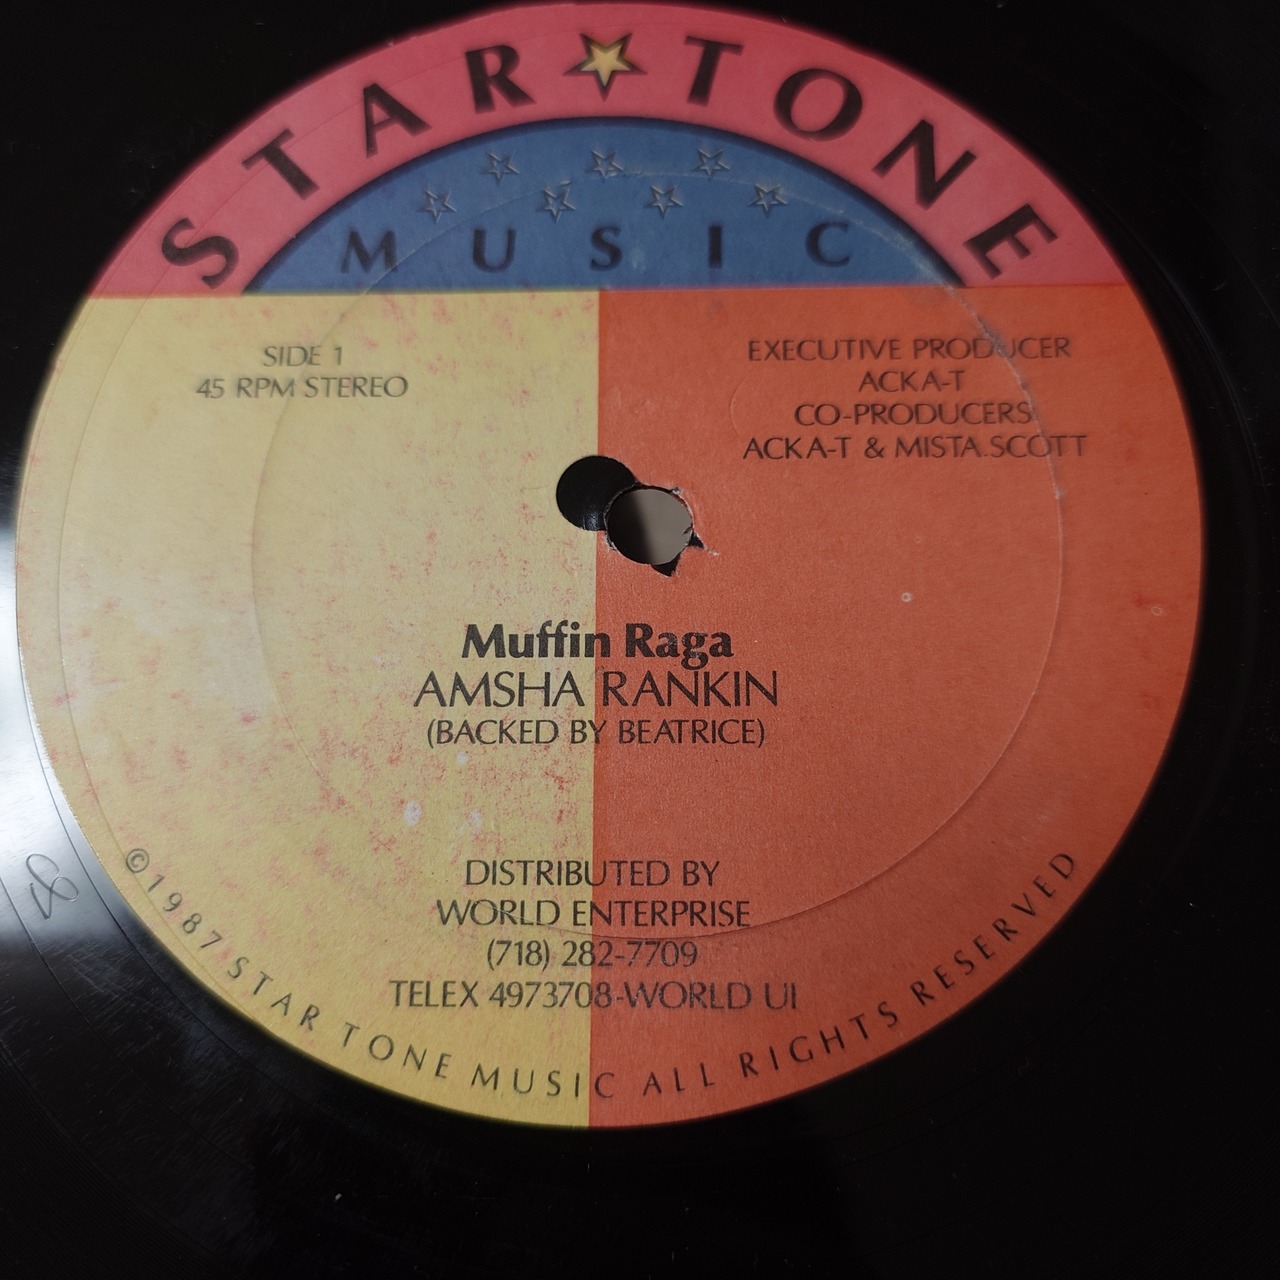 STAR TONE
MUSIC
SIDE 1
45 RPM STEREO
EXECUTIVE PRODUCER
ACKA-T
CO-PRODUCERS
ACKA-T & MISTA.SCOTT
Muffin Raga
AMSHA RANKIN
(BACKED BY BEATRICE)
DISTRIBUTED BY
WORLD ENTERPRISE
(718) 282-7709
TELEX 4973708-WORLD UI
©1987 STAR TONE MUSIC ALL RIGHTS RESERVED